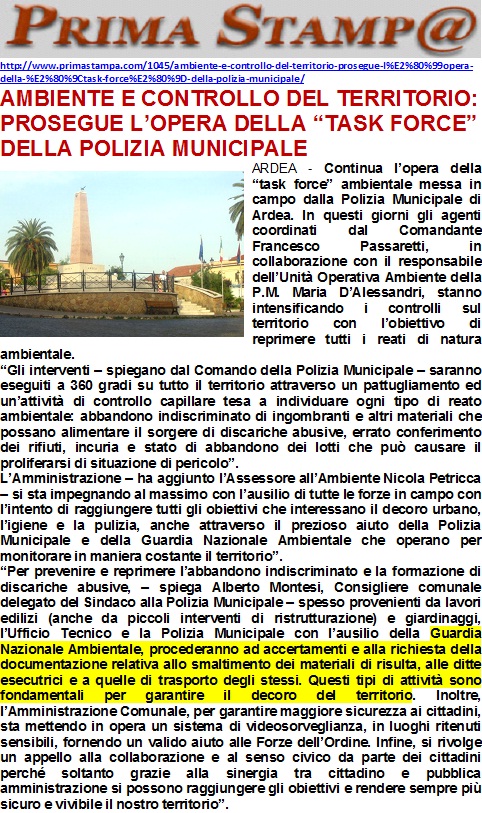 PRIMA STAMP@
http://www.primastampa.com/1045/ambiente-e-controllo-del-territorio-prosegue-l%E2%80%99opera-
della-%E2%80%9Ctask-force%E2%80%9D-della-polizia-municipale/
AMBIENTE E CONTROLLO DEL TERRITORIO:
PROSEGUE L’OPERA DELLA “TASK FORCE”
DELLA POLIZIA MUNICIPALE
ARDEA - Continua l’opera della
“task force” ambientale messa in
campo dalla Polizia Municipale di
Ardea. In questi giorni gli agenti
coordinati dal Comandante
Francesco Passaretti, in
collaborazione con il responsabile
dell’Unità Operativa Ambiente della
P.M. Maria D’Alessandri, stanno
intensificando i controlli sul
territorio con l’obiettivo di
reprimere tutti i reati di natura
ambientale.
“Gli interventi – spiegano dal Comando della Polizia Municipale – saranno
eseguiti a 360 gradi su tutto il territorio attraverso un pattugliamento ed
un’attività di controllo capillare tesa a individuare ogni tipo di reato
ambientale: abbandono indiscriminato di ingombranti e altri materiali che
possano alimentare il sorgere di discariche abusive, errato conferimento
dei rifiuti, incuria e stato di abbandono dei lotti che può causare il
proliferarsi di situazione di pericolo”.
L’Amministrazione – ha aggiunto l’Assessore all’Ambiente Nicola Petricca
– si sta impegnando al massimo con l’ausilio di tutte le forze in campo con
l’intento di raggiungere tutti gli obiettivi che interessano il decoro urbano,
l’igiene e la pulizia, anche attraverso il prezioso aiuto della Polizia
Municipale e della Guardia Nazionale Ambientale che operano per
monitorare in maniera costante il territorio”.
“Per prevenire e reprimere l’abbandono indiscriminato e la formazione di
discariche abusive, – spiega Alberto Montesi, Consigliere comunale
delegato del Sindaco alla Polizia Municipale – spesso provenienti da lavori
edilizi (anche da piccoli interventi di ristrutturazione) e giardinaggi,
l’Ufficio Tecnico e la Polizia Municipale con l’ausilio della Guardia
Nazionale Ambientale, procederanno ad accertamenti e alla richiesta della
documentazione relativa allo smaltimento dei materiali di risulta, alle ditte
esecutrici e a quelle di trasporto degli stessi. Questi tipi di attività sono
fondamentali per garantire il decoro del territorio. Inoltre,
l’Amministrazione Comunale, per garantire maggiore sicurezza ai cittadini,
sta mettendo in opera un sistema di videosorveglianza, in luoghi ritenuti
sensibili, fornendo un valido aiuto alle Forze dell’Ordine. Infine, si rivolge
un appello alla collaborazione e al senso civico da parte dei cittadini
perché soltanto grazie alla sinergia tra cittadino e pubblica
amministrazione si possono raggiungere gli obiettivi e rendere sempre più
sicuro e vivibile il nostro territorio”.